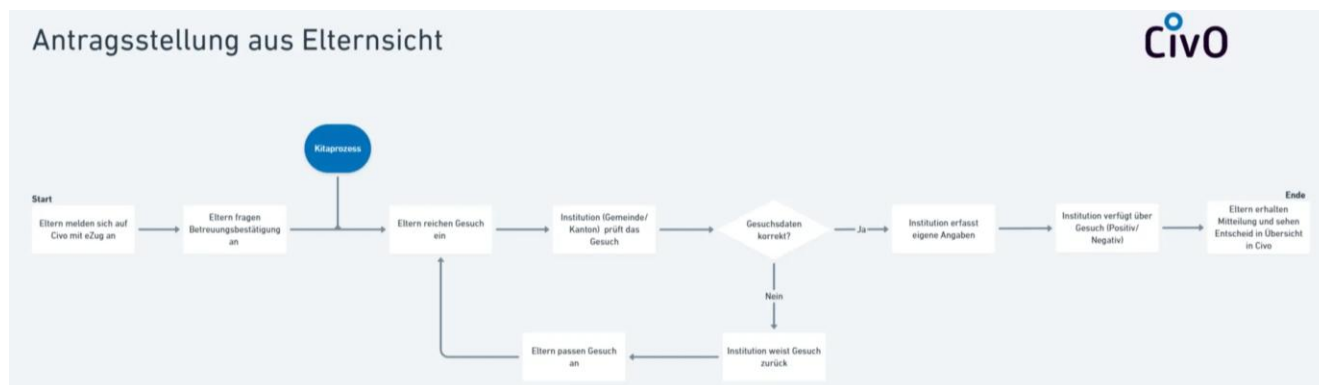 Antragsstellung aus Elternsicht
CivO
Kitaprozess
Start
Eltern melden sich auf
Civo mit eZug an
Eltern fragen
Betreuungsbestätigung
an
Eltern reichen Gesuch
ein
Institution (Gemeinde/
Kanton) prüft das
Gesuch
Gesuchsdaten
korrekt?
Ja
Institution erfasst
eigene Angaben
Institution verfügt über
Gesuch (Positiv/
Negativ)
Ende
Eltern erhalten
Mitteilung und sehen
Entscheid in Übersicht
in Civo
Nein
Institution weist Gesuch
zurück
Eltern passen Gesuch
an